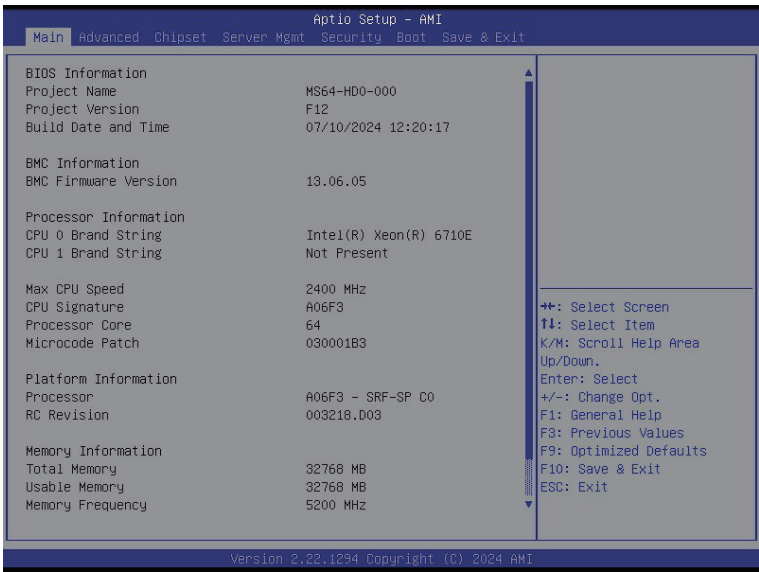 Aptio Setup – AMI
Main Advanced Chipset Server Mgmt Security Boot Save & Exit
BIOS Information
Project Name MS64-HD0-000
Project Version F12
Build Date and Time 07/10/2024 12:20:17
BMC Information
BMC Firmware Version 13.06.05
Processor Information
CPU 0 Brand String Intel(R) Xeon(R) 6710E
CPU 1 Brand String Not Present
Max CPU Speed 2400 MHz
CPU Signature A06F3
Processor Core 64
Microcode Patch 030001B3
Platform Information
Processor A06F3 - SRF-SP C0
RC Revision 003218.D03
Memory Information
Total Memory 32768 MB
Usable Memory 32768 MB
Memory Frequency 5200 MHz
→←: Select Screen
↑↓: Select Item
K/M: Scroll Help Area
Up/Down.
Enter: Select
+/-: Change Opt.
F1: General Help
F3: Previous Values
F9: Optimized Defaults
F10: Save & Exit
ESC: Exit
Version 2.22.1294 Copyright (C) 2024 AMI